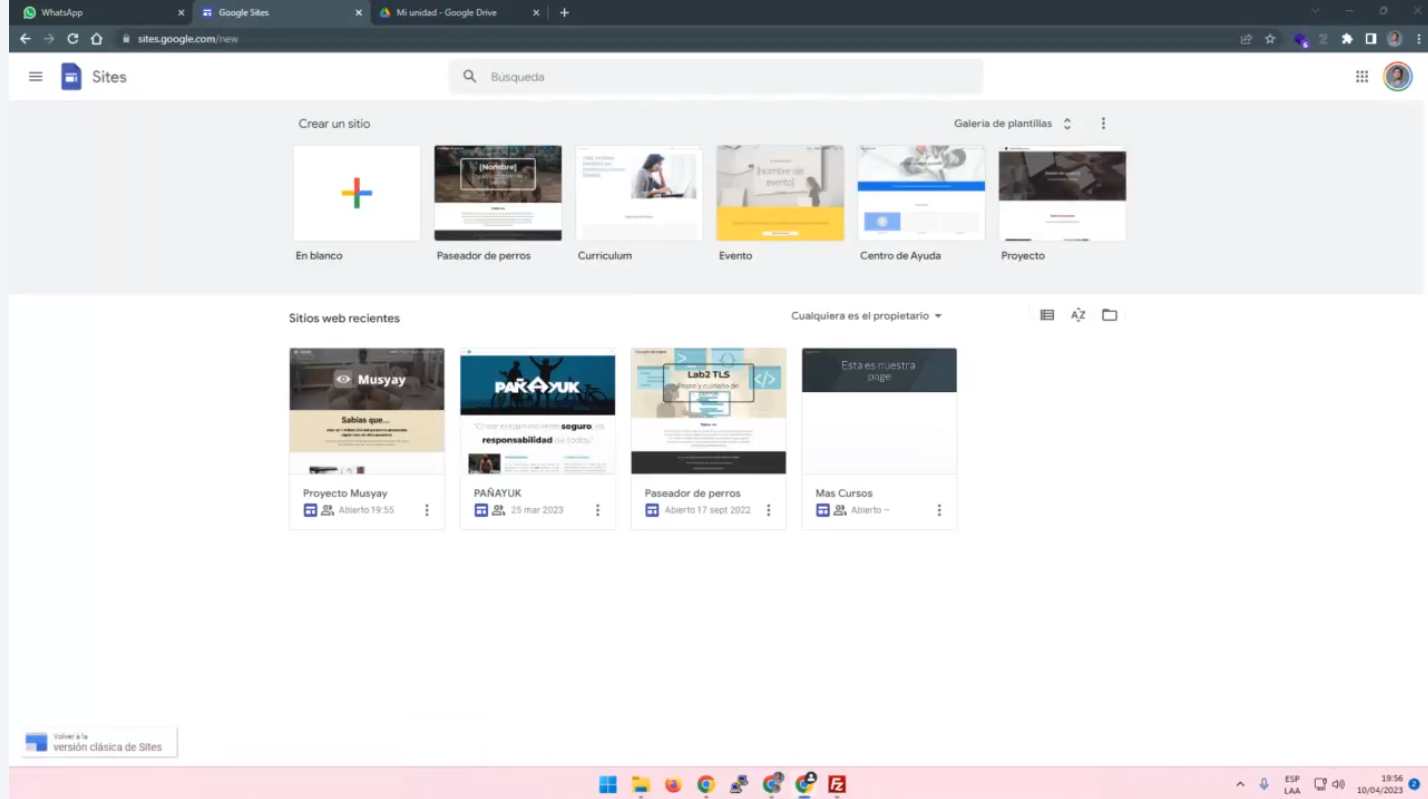 WhatsApp
Google Sites
Mi unidad - Google Drive
sites.google.com/new
Sites
Búsqueda
Crear un sitio
Galería de plantillas
[Nombre]
[Nombre del
evento]
En blanco
Paseador de perros
Curriculum
Evento
Centro de Ayuda
Proyecto
Sitios web recientes
Cualquiera es el propietario
AZ
Musyay
Sabías que...
PAÑAYUK
seguro, es
responsabilidad de todos."
Lab2 TLS
Esta es nuestra
page
Proyecto Musyay
Abierto 19:55
PAÑAYUK
25 mar 2023
Paseador de perros
Abierto 17 sept 2022
Mas Cursos
Abierto —
Volver a la
versión clásica de Sites
ESP
LAA
19:56
10/04/2023
2